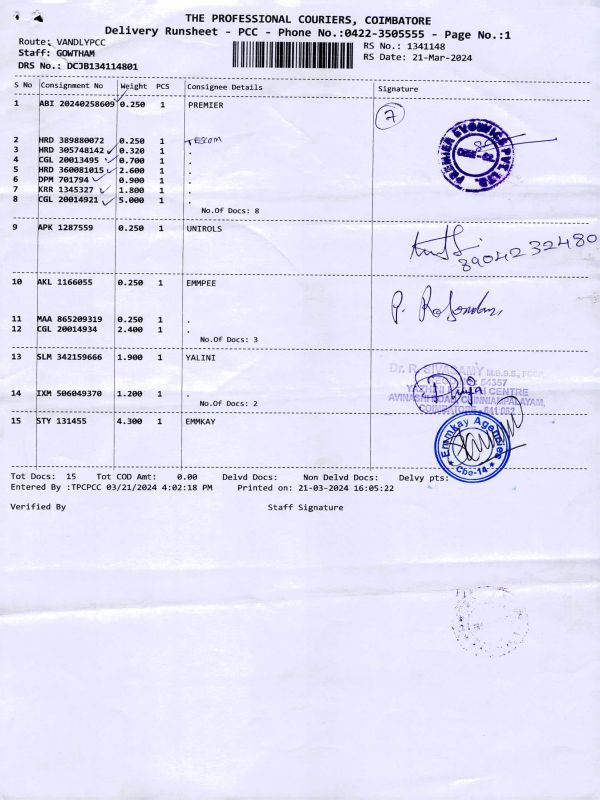 THE PROFESSIONAL COURIERS, COIMBATORE
Delivery Runsheet - PCC - Phone No.:0422-3505555 - Page No.:1
Route: VANDLYPCC
RS No.: 1341148
Staff: GOWTHAM
RS Date: 21-Mar-2024
DRS No.: DCJB134114801
S No Consignment No Weight PCS Consignee Details Signature
1 ABI 20240258609 0.250 1 PREMIER
7
2 HRD 389880072 0.250 1 TESCOM
3 HRD 305748142 ✓ 0.320 1 .
4 CGL 20013495 ✓ 0.700 1 .
5 HRD 360081015 ✓ 2.600 1 .
6 DPM 701794 ✓ 0.900 1 .
7 KRR 1345327 ✓ 1.800 1 .
8 CGL 20014921 ✓ 5.000 1 .
No.Of Docs: 8
9 APK 1287559 0.250 1 UNIROLS
8904232480
10 AKL 1166055 0.250 1 EMMPEE
11 MAA 865209319 0.250 1 .
12 CGL 20014934 2.400 1 .
No.Of Docs: 3
13 SLM 342159666 1.900 1 YALINI
14 IXM 506049370 1.200 1 .
No.Of Docs: 2
15 STY 131455 4.300 1 EMMKAY
Emmkay Agencies
Cbe-14
Tot Docs: 15 Tot COD Amt: 0.00 Delvd Docs: Non Delvd Docs: Delvy pts:
Entered By :TPCPCC 03/21/2024 4:02:18 PM Printed on: 21-03-2024 16:05:22
Verified By Staff Signature